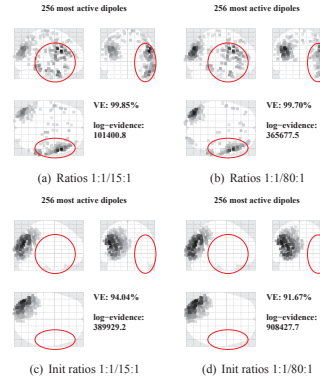 256 most active dipoles
256 most active dipoles
VE: 99.85%
log-evidence:
101400.8
VE: 99.70%
log-evidence:
365677.5
(a) Ratios 1:1/15:1
(b) Ratios 1:1/80:1
256 most active dipoles
256 most active dipoles
VE: 94.04%
log-evidence:
389929.2
VE: 91.67%
log-evidence:
908427.7
(c) Init ratios 1:1/15:1
(d) Init ratios 1:1/80:1